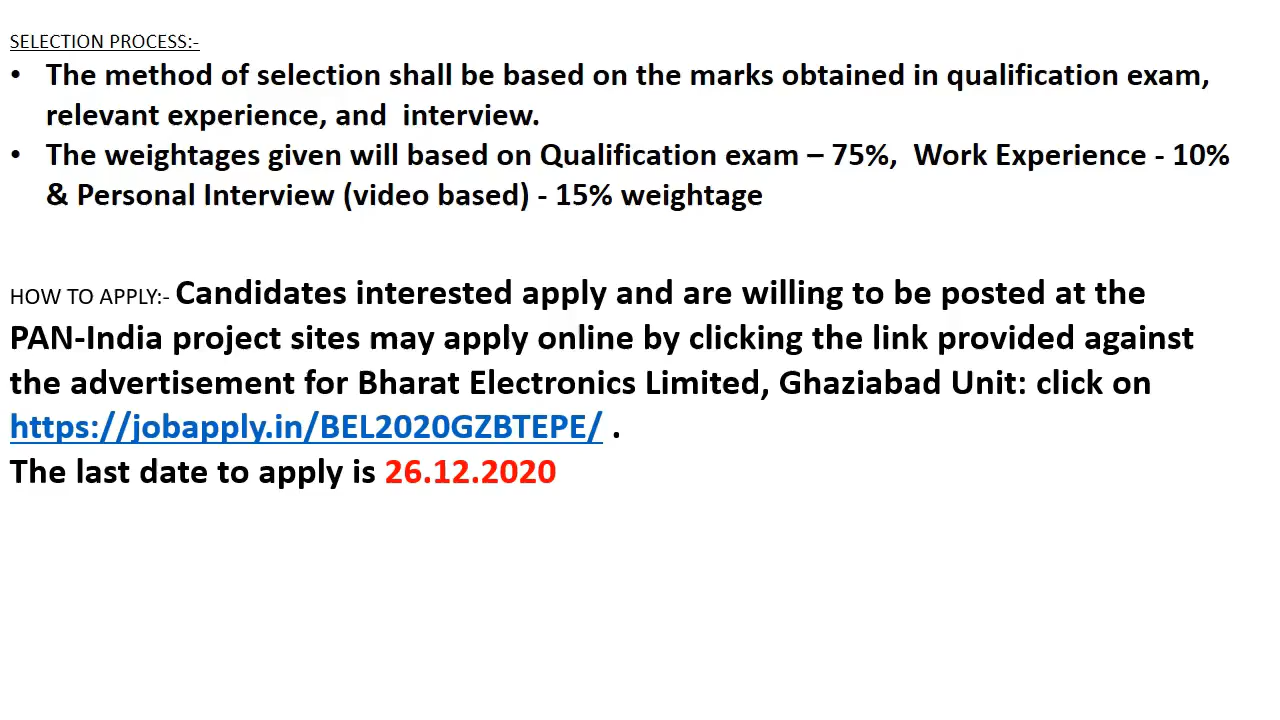 SELECTION PROCESS:-
• The method of selection shall be based on the marks obtained in qualification exam,
relevant experience, and  interview.
• The weightages given will based on Qualification exam – 75%,  Work Experience - 10%
& Personal Interview (video based) - 15% weightage
HOW TO APPLY:- Candidates interested apply and are willing to be posted at the
PAN-India project sites may apply online by clicking the link provided against
the advertisement for Bharat Electronics Limited, Ghaziabad Unit: click on
https://jobapply.in/BEL2020GZBTEPE/ .
The last date to apply is 26.12.2020